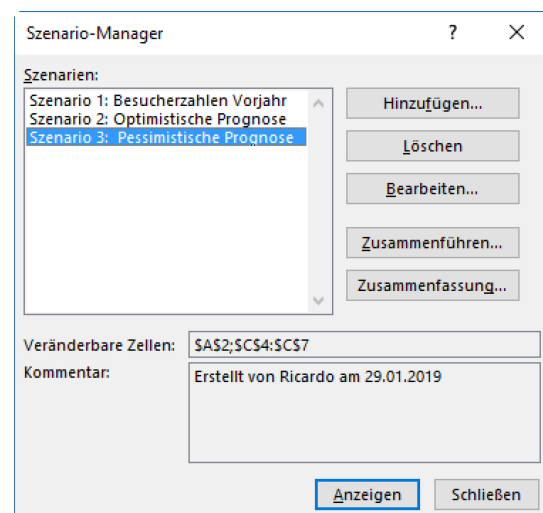 Szenario-Manager
?
Szenarien:
Szenario 1: Besucherzahlen Vorjahr
Szenario 2: Optimistische Prognose
Szenario 3:  Pessimistische Prognose
Hinzufügen...
Löschen
Bearbeiten...
Zusammenführen...
Zusammenfassung...
Veränderbare Zellen: $A$2;$C$4:$C$7
Kommentar: Erstellt von Ricardo am 29.01.2019
Anzeigen Schließen